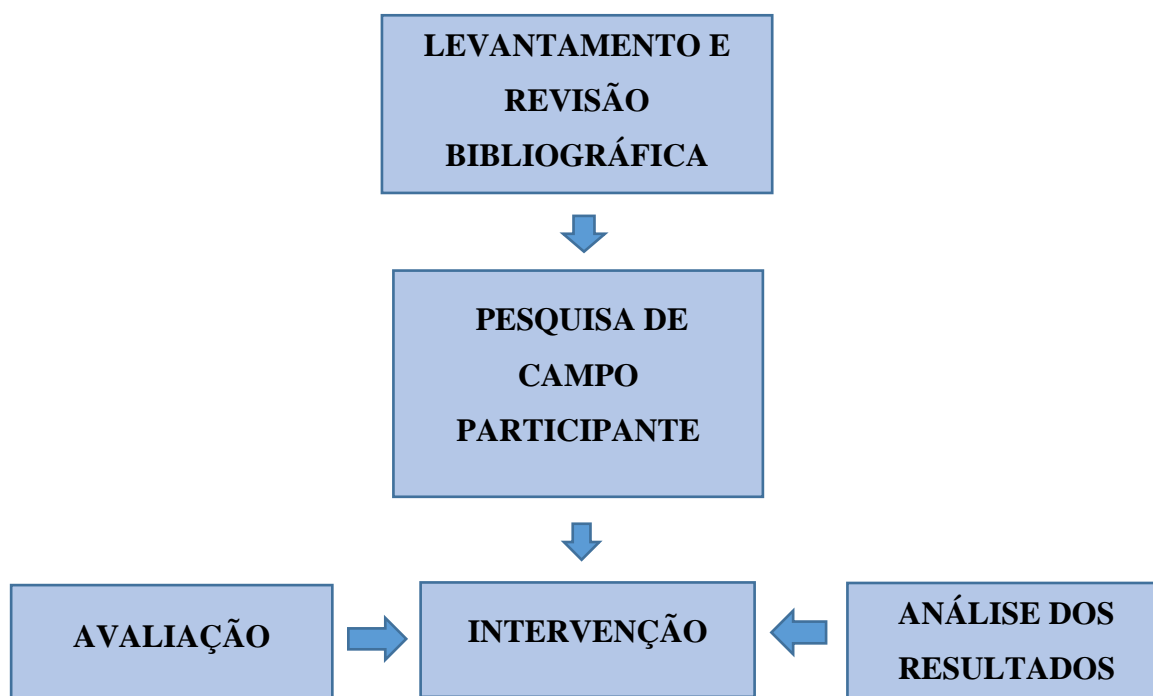 LEVANTAMENTO E
REVISÃO
BIBLIOGRÁFICA
PESQUISA DE
CAMPO
PARTICIPANTE
AVALIAÇÃO
INTERVENÇÃO
ANÁLISE DOS
RESULTADOS